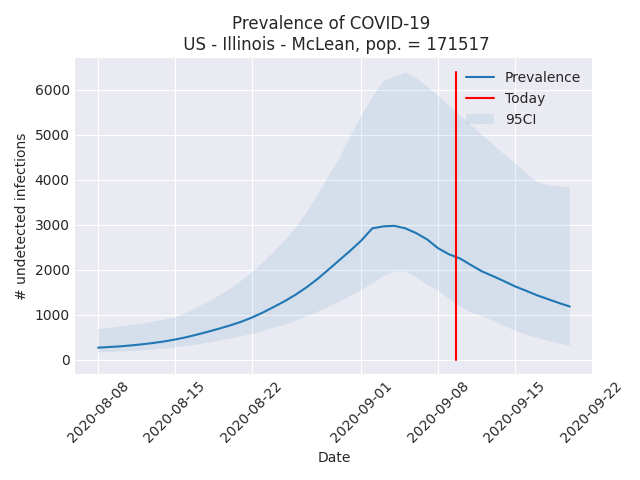 Prevalence of COVID-19
US - Illinois - McLean, pop. = 171517
Prevalence
Today
95CI
# undetected infections
6000
5000
4000
3000
2000
1000
0
2020-08-08
2020-08-15
2020-08-22
2020-09-01
2020-09-08
2020-09-15
2020-09-22
Date